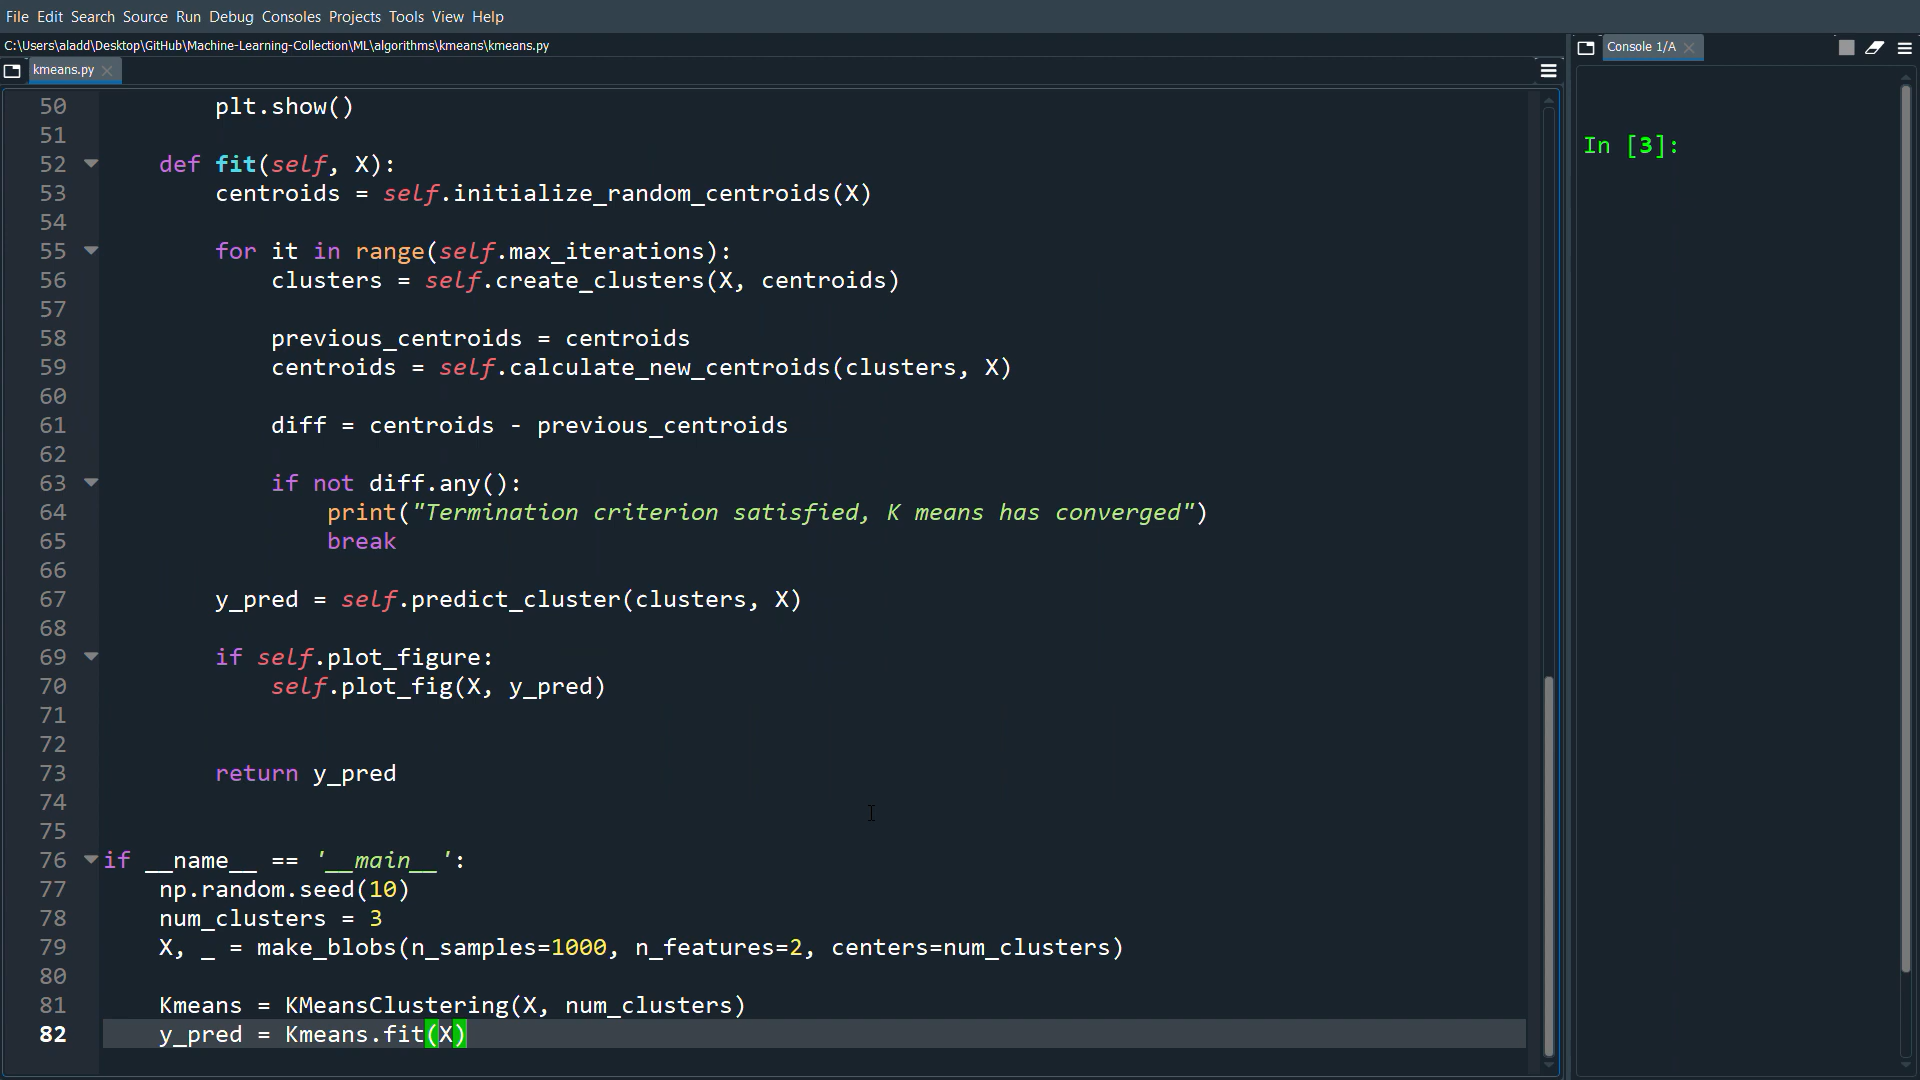 File Edit Search Source Run Debug Consoles Projects Tools View Help
C:\Users\aladd\Desktop\GitHub\Machine-Learning-Collection\ML\algorithms\kmeans\kmeans.py
kmeans.py
Console 1/A
50 plt.show()
51
52 def fit(self, X):
53 centroids = self.initialize_random_centroids(X)
54
55 for it in range(self.max_iterations):
56 clusters = self.create_clusters(X, centroids)
57
58 previous_centroids = centroids
59 centroids = self.calculate_new_centroids(clusters, X)
60
61 diff = centroids - previous_centroids
62
63 if not diff.any():
64 print("Termination criterion satisfied, K means has converged")
65 break
66
67 y_pred = self.predict_cluster(clusters, X)
68
69 if self.plot_figure:
70 self.plot_fig(X, y_pred)
71
72
73 return y_pred
74
75
76 if __name__ == '__main__':
77 np.random.seed(10)
78 num_clusters = 3
79 X, _ = make_blobs(n_samples=1000, n_features=2, centers=num_clusters)
80
81 Kmeans = KMeansClustering(X, num_clusters)
82 y_pred = Kmeans.fit(X)
In [3]: